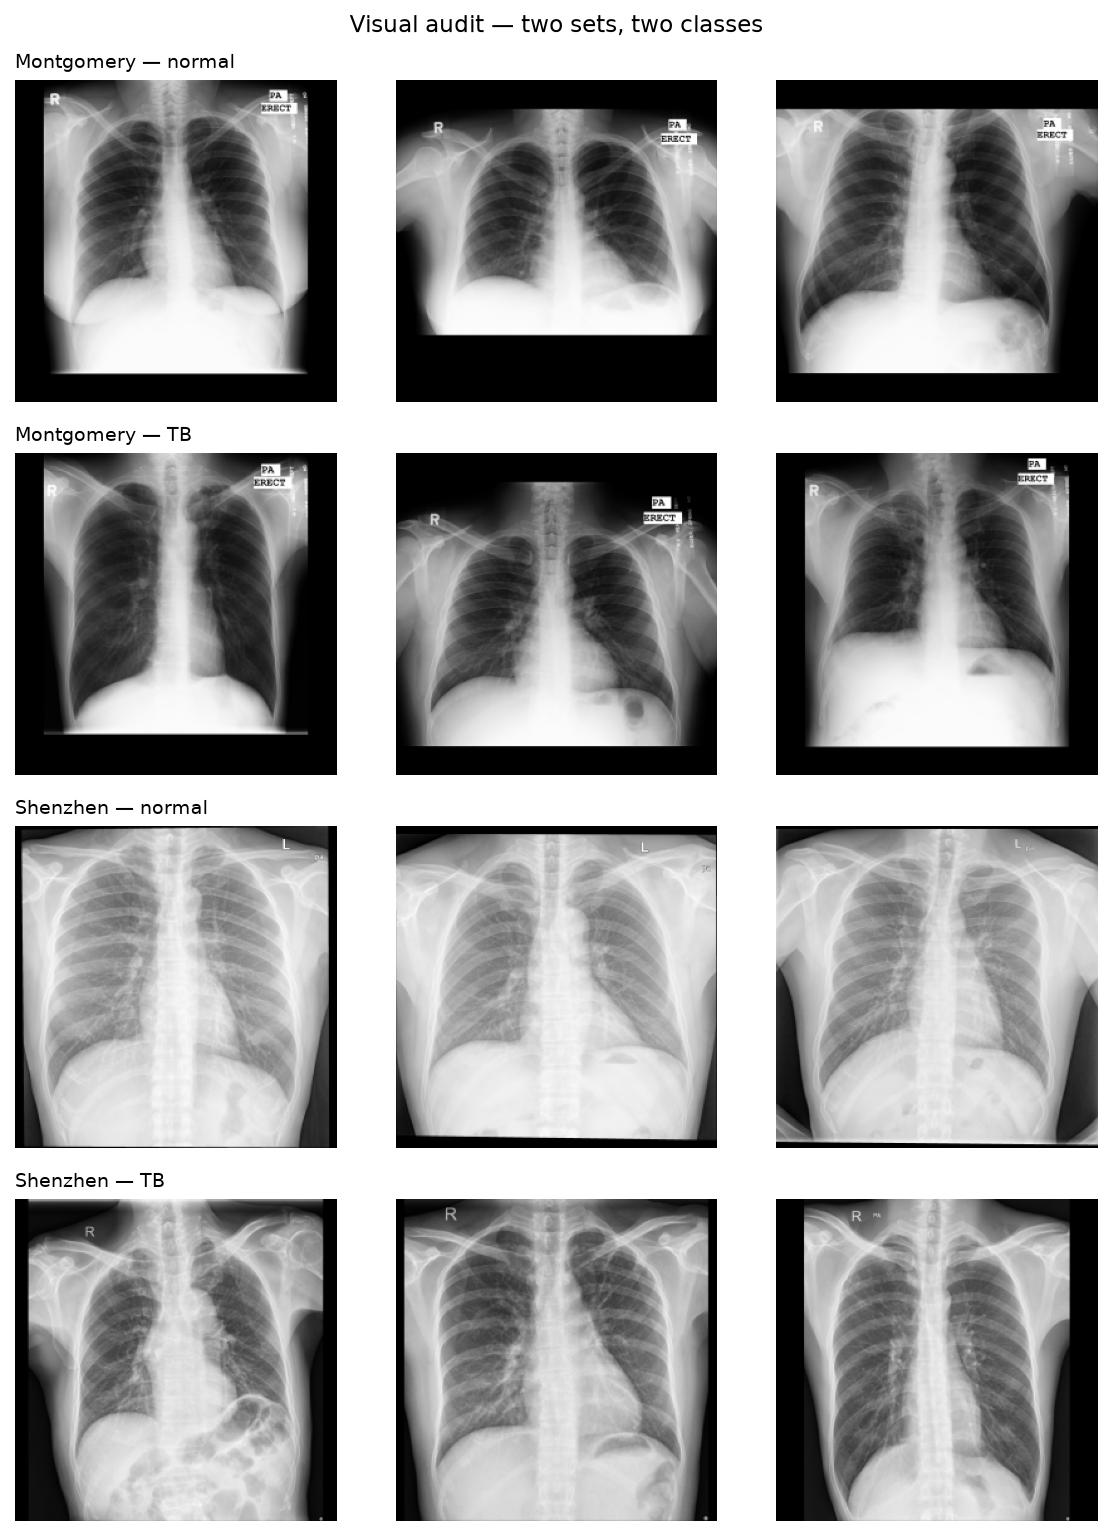 Visual audit — two sets, two classes
Montgomery — normal
R
PA
ERECT
R
PA
ERECT
R
PA
ERECT
Montgomery — TB
R
PA
ERECT
R
PA
ERECT
R
PA
ERECT
Shenzhen — normal
L
L
L
Shenzhen — TB
R
R
R PA